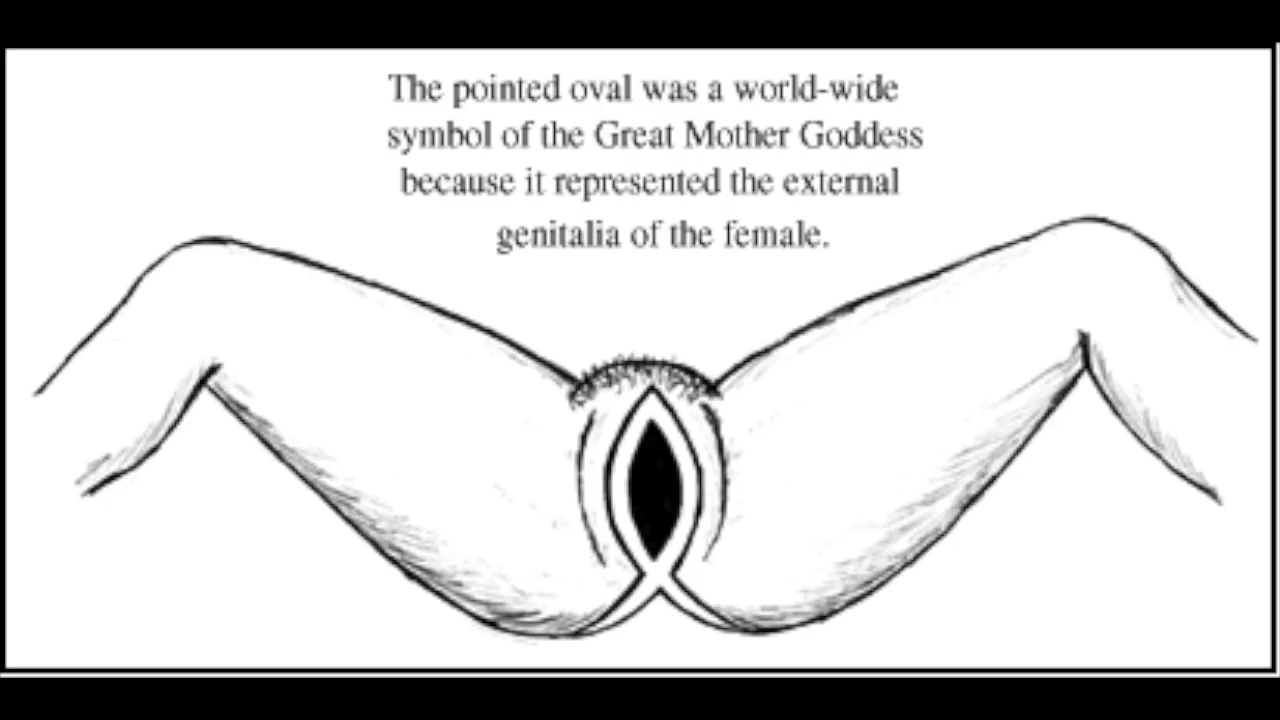 The pointed oval was a world-wide
symbol of the Great Mother Goddess
because it represented the external
genitalia of the female.